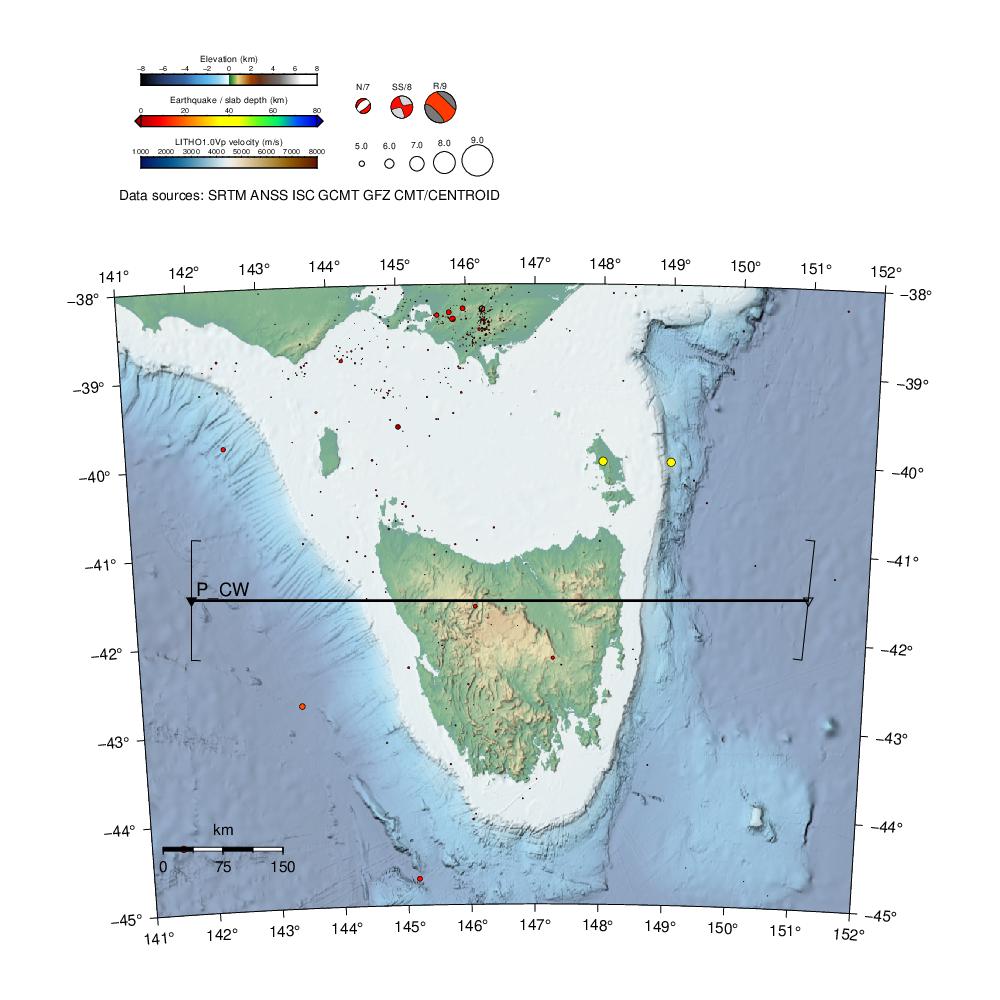 Elevation (km)
−8 −6 −4 −2 0 2 4 6 8
Earthquake / slab depth (km)
0 20 40 60 80
LITHO1.0Vp velocity (m/s)
1000 2000 3000 4000 5000 6000 7000 8000
N/7 SS/8 R/9
5.0 6.0 7.0 8.0 9.0
Data sources: SRTM ANSS ISC GCMT GFZ CMT/CENTROID
141° 142° 143° 144° 145° 146° 147° 148° 149° 150° 151° 152°
−38° −38°
−39° −39°
−40° −40°
−41° −41°
P_CW
−42° −42°
−43° −43°
−44° −44°
km
0 75 150
−45° −45°
141° 142° 143° 144° 145° 146° 147° 148° 149° 150° 151° 152°